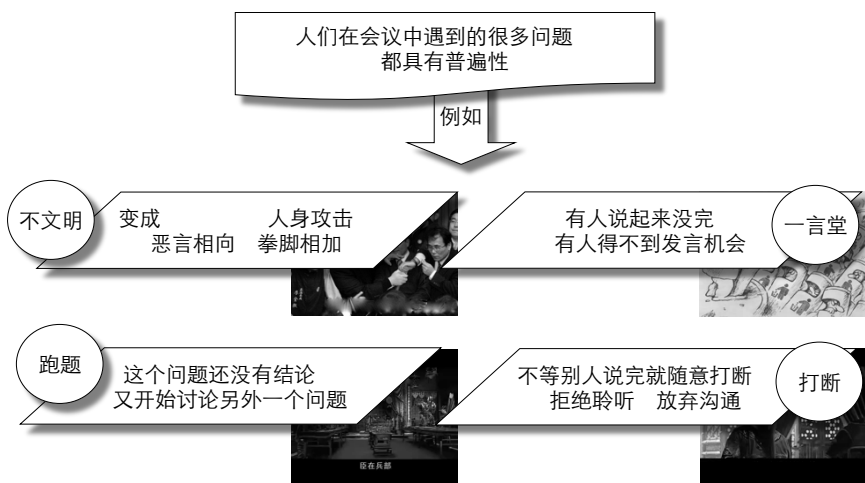 人们在会议中遇到的很多问题
都具有普遍性
例如
不文明
变成 人身攻击
恶言相向 拳脚相加
有人说起来没完
有人得不到发言机会
一言堂
跑题
这个问题还没有结论
又开始讨论另外一个问题
不等别人说完就随意打断
拒绝聆听 放弃沟通
打断
臣在兵部